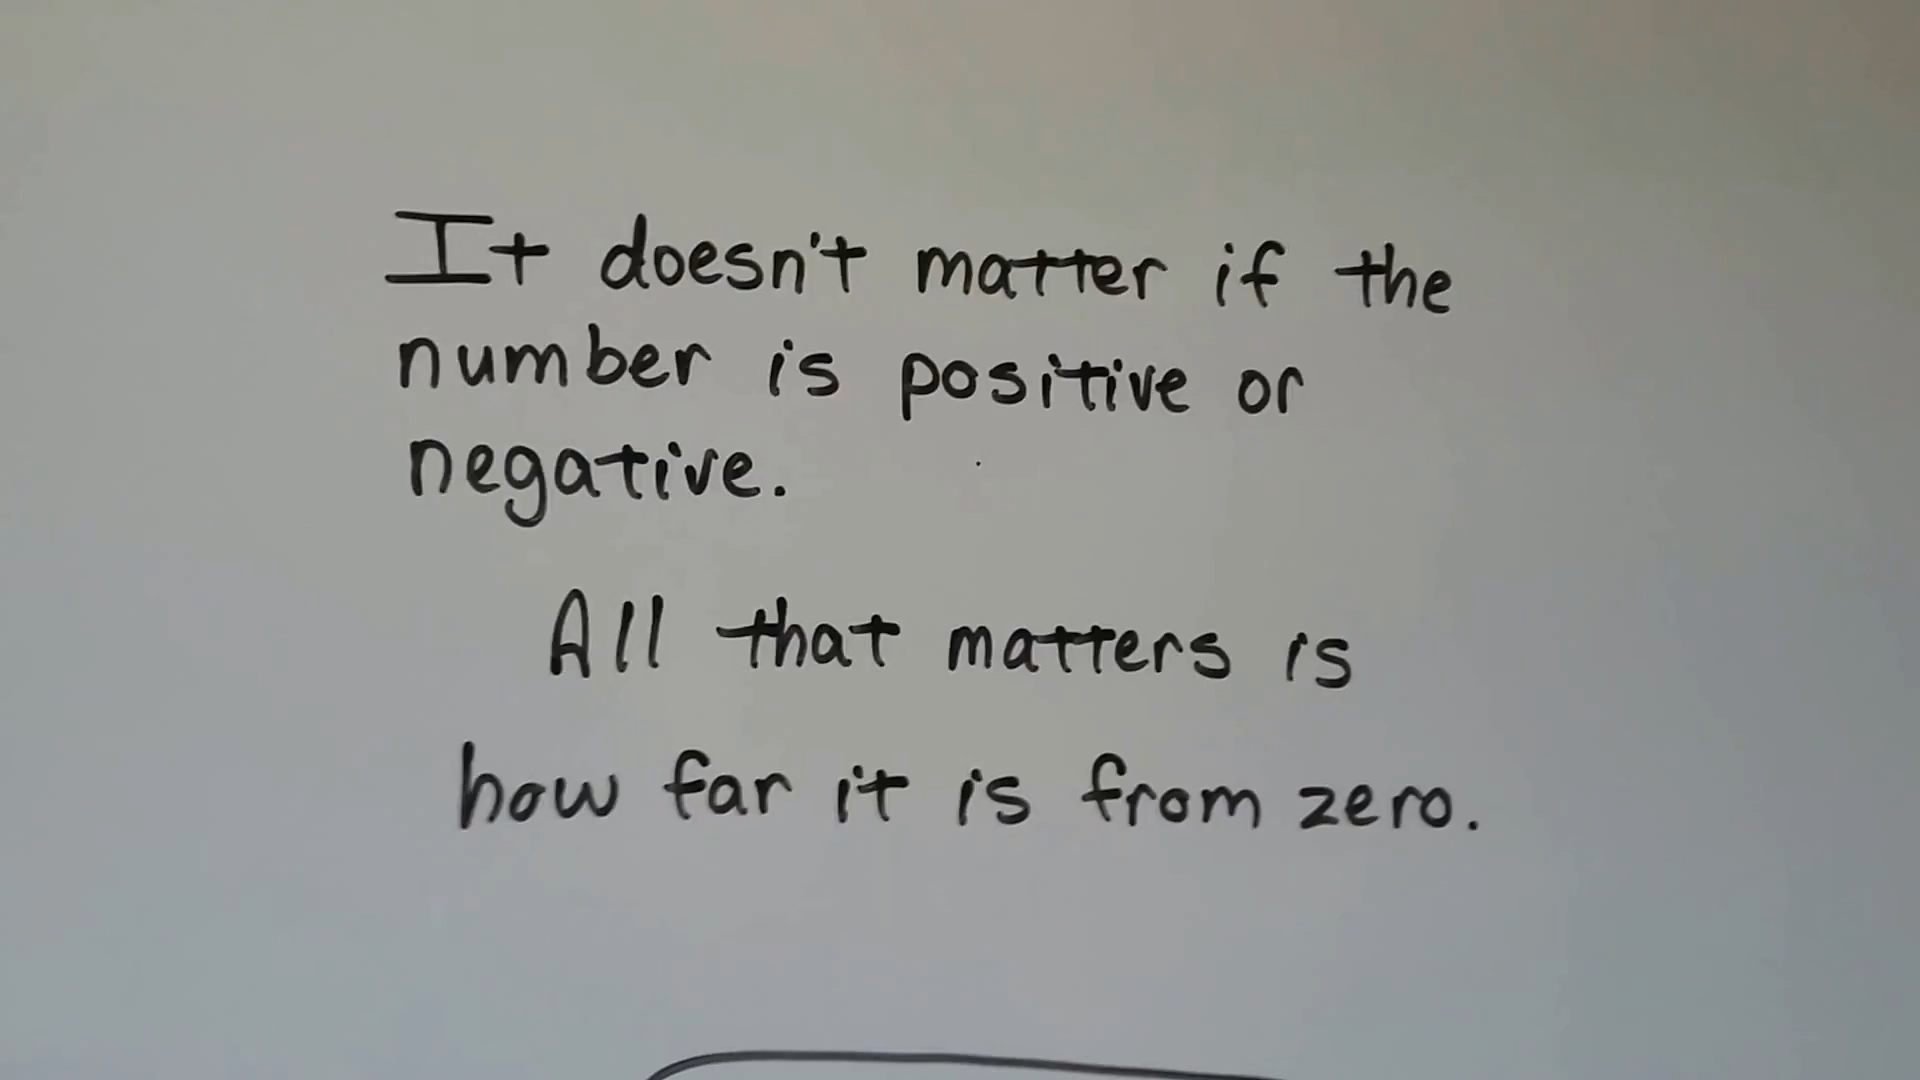 It doesn't matter if the
number is positive or
negative.
All that matters is
how far it is from zero.